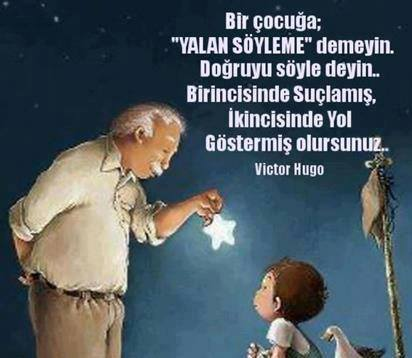 Bir çocuğa;
"YALAN SÖYLEME" demeyin.
Doğruyu söyle deyin..
Birincisinde Suçlamış,
İkincisinde Yol
Göstermiş olursunuz..
Victor Hugo